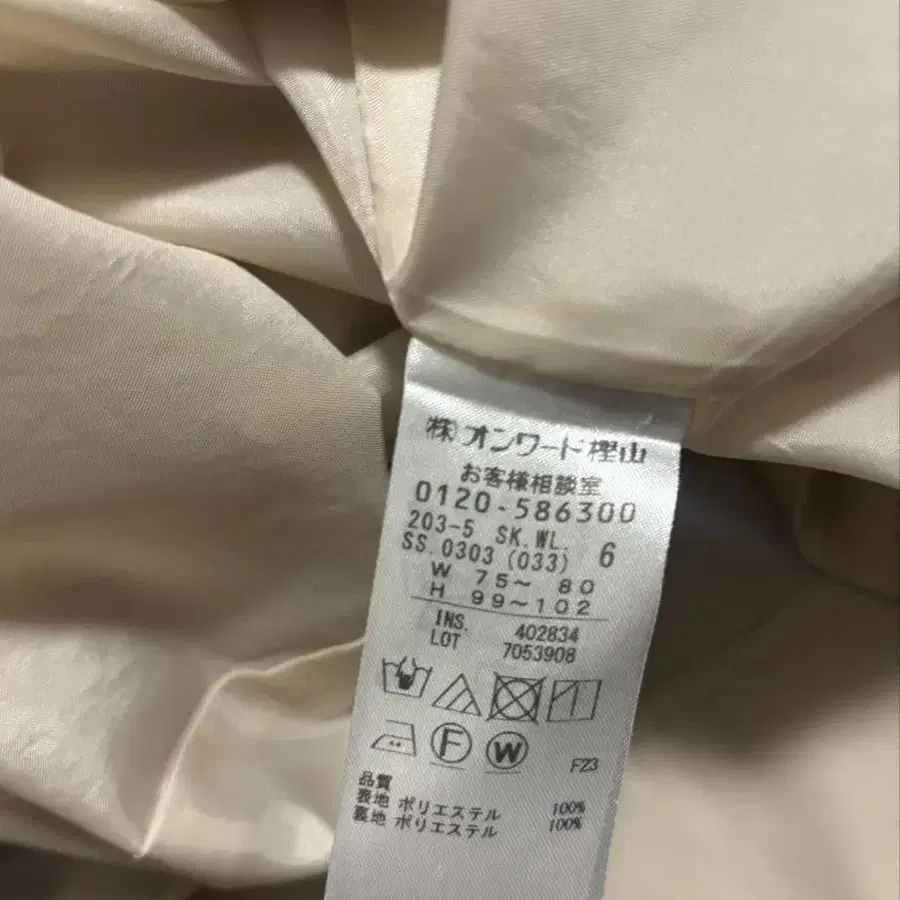 ㈱オンワード樫山
お客様相談室
0120-586300
203-5 SK.WL. 6
SS.0303 (033)
W 75～ 80
H 99～102
INS. 402834
LOT 7053908
F W
FZ3
品質
表地 ポリエステル 100%
裏地 ポリエステル 100%